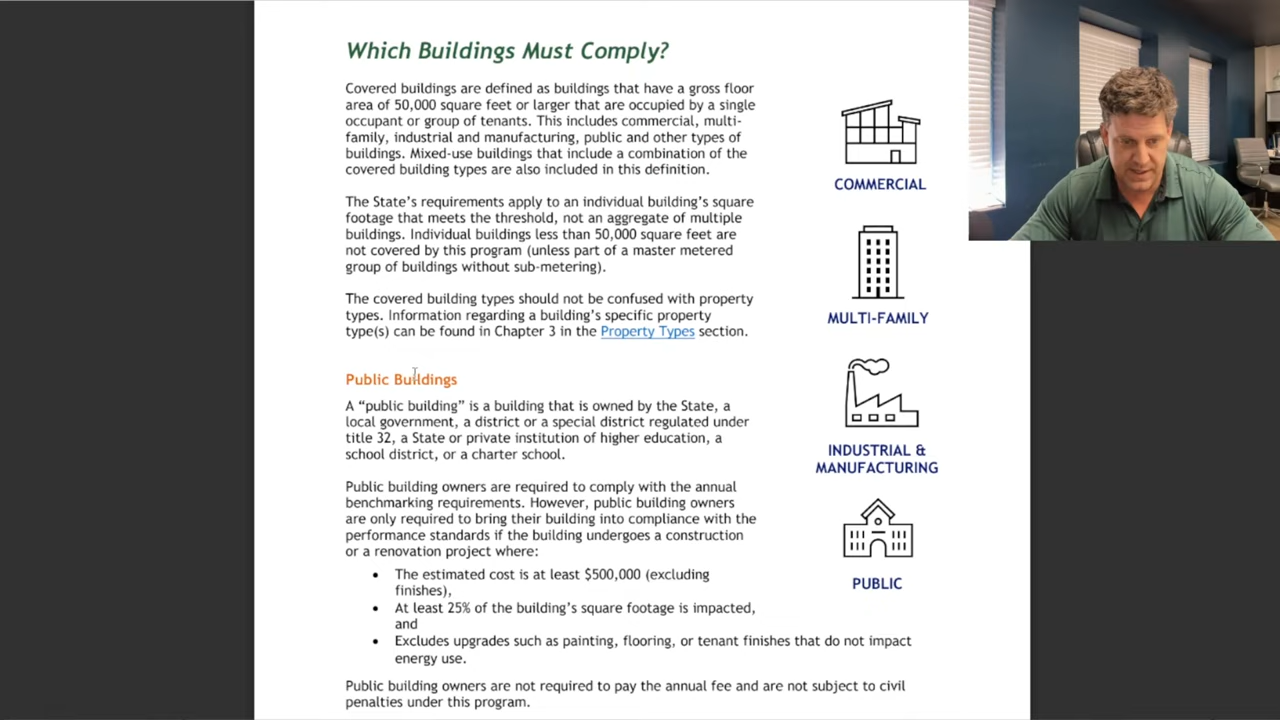 Which Buildings Must Comply?
Covered buildings are defined as buildings that have a gross floor
area of 50,000 square feet or larger that are occupied by a single
occupant or group of tenants. This includes commercial, multi-
family, industrial and manufacturing, public and other types of
buildings. Mixed-use buildings that include a combination of the
covered building types are also included in this definition.
The State's requirements apply to an individual building's square
footage that meets the threshold, not an aggregate of multiple
buildings. Individual buildings less than 50,000 square feet are
not covered by this program (unless part of a master metered
group of buildings without sub-metering).
The covered building types should not be confused with property
types. Information regarding a building's specific property
type(s) can be found in Chapter 3 in the Property Types section.
Public Buildings
A “public building” is a building that is owned by the State, a
local government, a district or a special district regulated under
title 32, a State or private institution of higher education, a
school district, or a charter school.
Public building owners are required to comply with the annual
benchmarking requirements. However, public building owners
are only required to bring their building into compliance with the
performance standards if the building undergoes a construction
or a renovation project where:
• The estimated cost is at least $500,000 (excluding
finishes),
• At least 25% of the building's square footage is impacted,
and
• Excludes upgrades such as painting, flooring, or tenant finishes that do not impact
energy use.
Public building owners are not required to pay the annual fee and are not subject to civil
penalties under this program.
COMMERCIAL
MULTI-FAMILY
INDUSTRIAL &
MANUFACTURING
PUBLIC